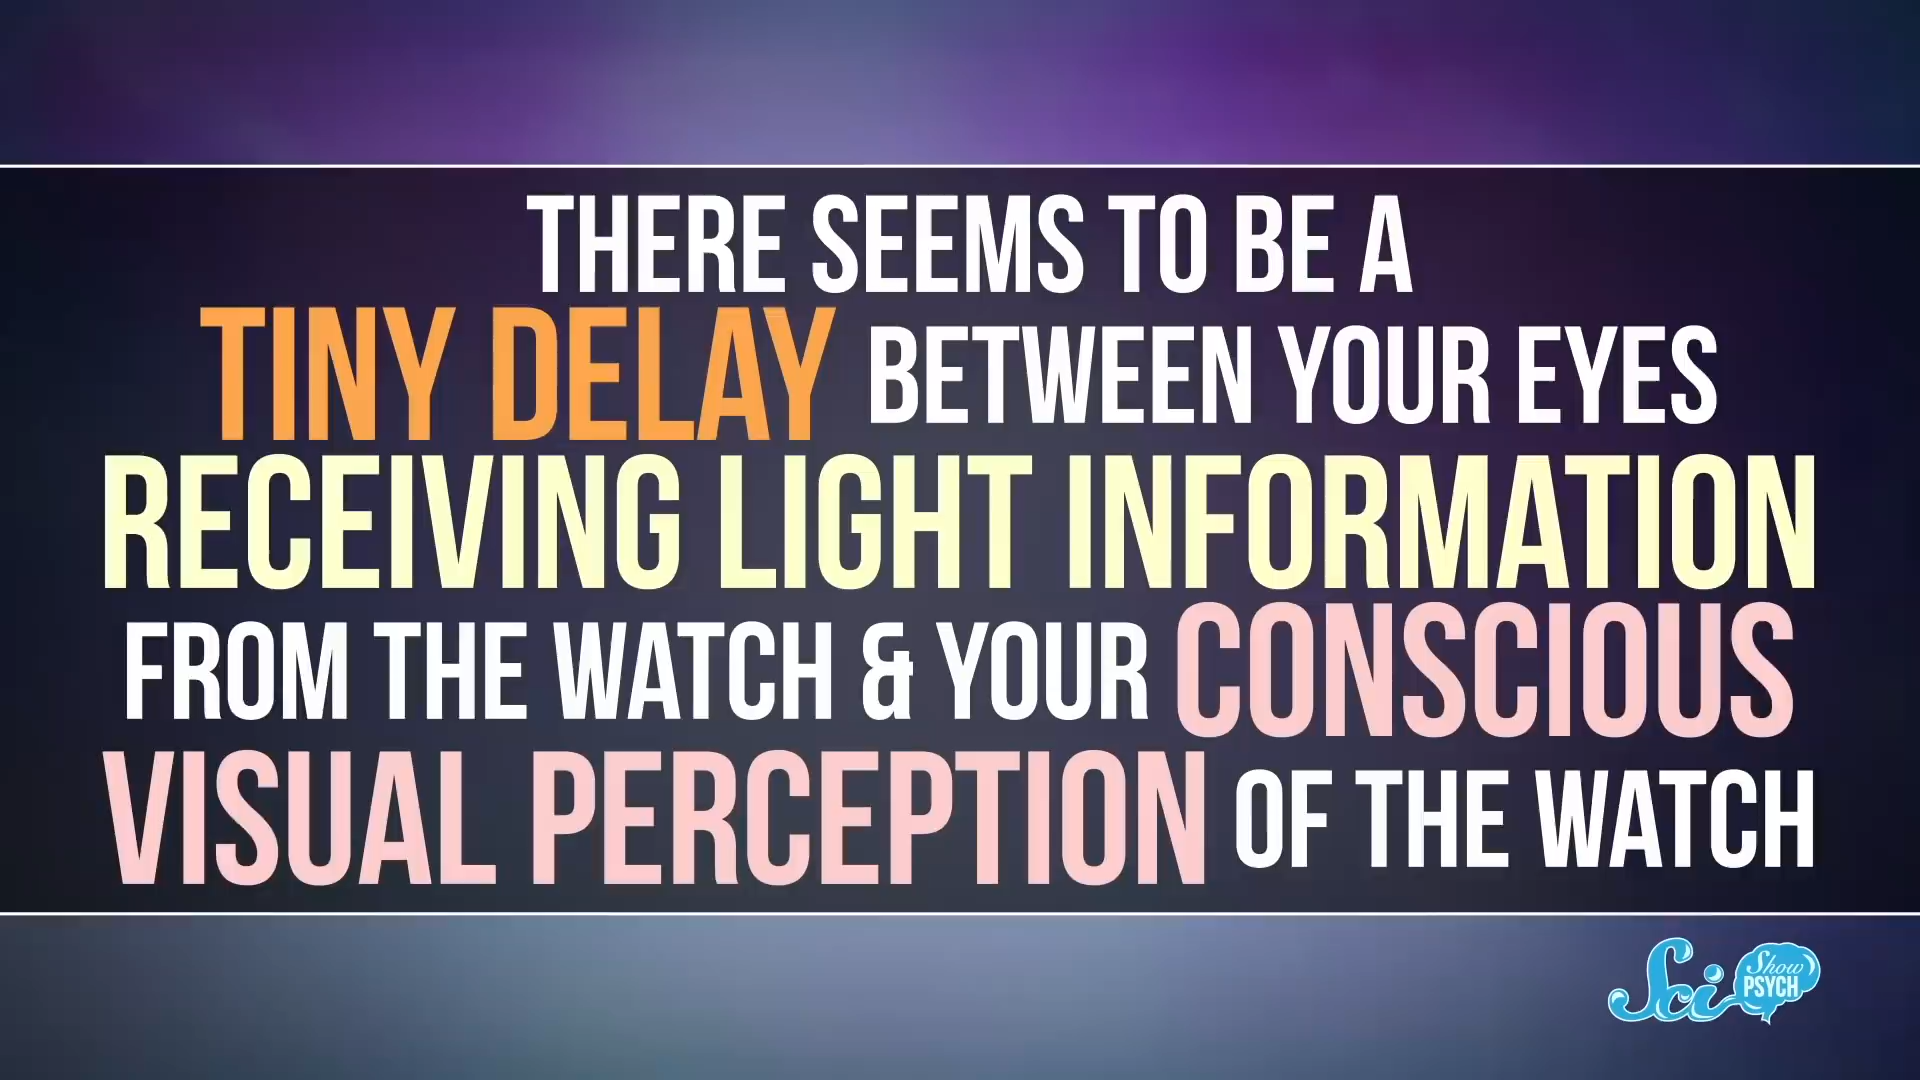 THERE SEEMS TO BE A
TINY DELAY BETWEEN YOUR EYES
RECEIVING LIGHT INFORMATION
FROM THE WATCH & YOUR CONSCIOUS
VISUAL PERCEPTION OF THE WATCH
Sci Show PSYCH